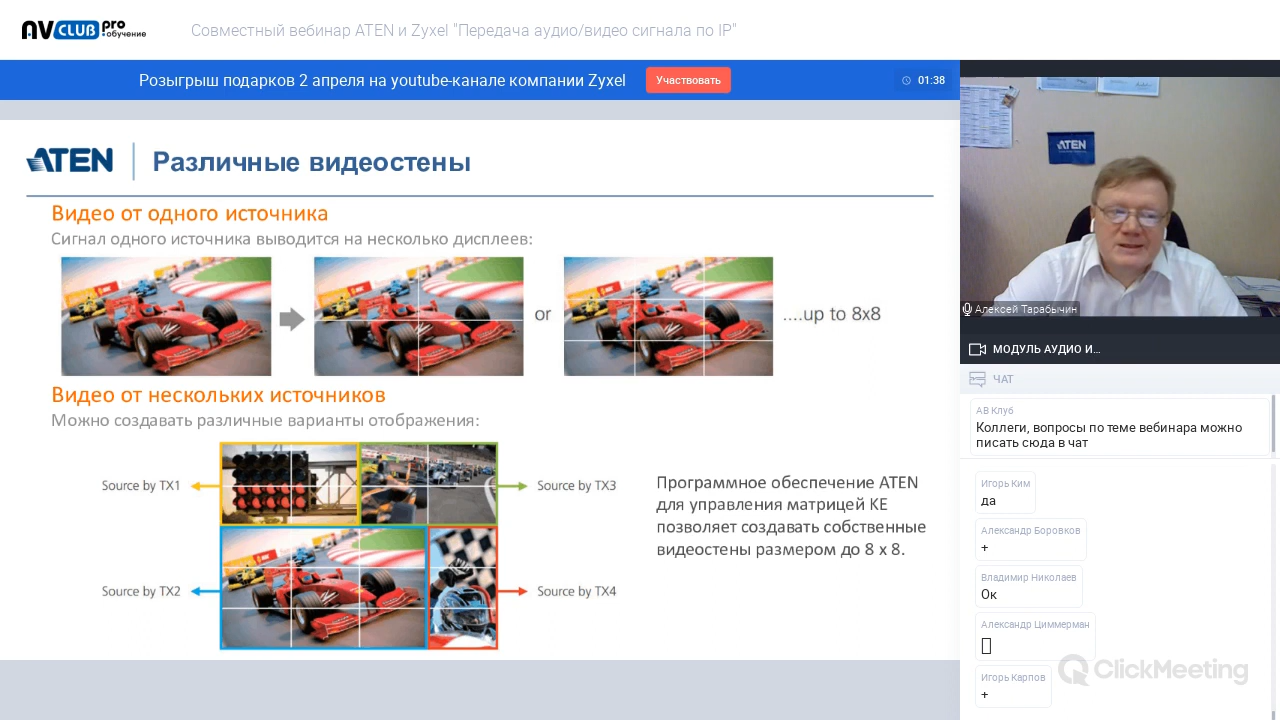 AVCLUB pro
обучение
Совместный вебинар ATEN и Zyxel "Передача аудио/видео сигнала по IP"
Розыгрыш подарков 2 апреля на youtube-канале компании Zyxel
Участвовать
01:38
ATEN
Различные видеостены
Видео от одного источника
Сигнал одного источника выводится на несколько дисплеев:
or
....up to 8x8
Видео от нескольких источников
Можно создавать различные варианты отображения:
Source by TX1
Source by TX3
Source by TX2
Source by TX4
Программное обеспечение ATEN
для управления матрицей KE
позволяет создавать собственные
видеостены размером до 8 x 8.
ATEN
Алексей Тарабычин
МОДУЛЬ АУДИО И...
ЧАТ
АВ Клуб
Коллеги, вопросы по теме вебинара можно
писать сюда в чат
Игорь Ким
да
Александр Боровков
+
Владимир Николаев
Ок
Александр Циммерман
Игорь Карпов
+
ClickMeeting